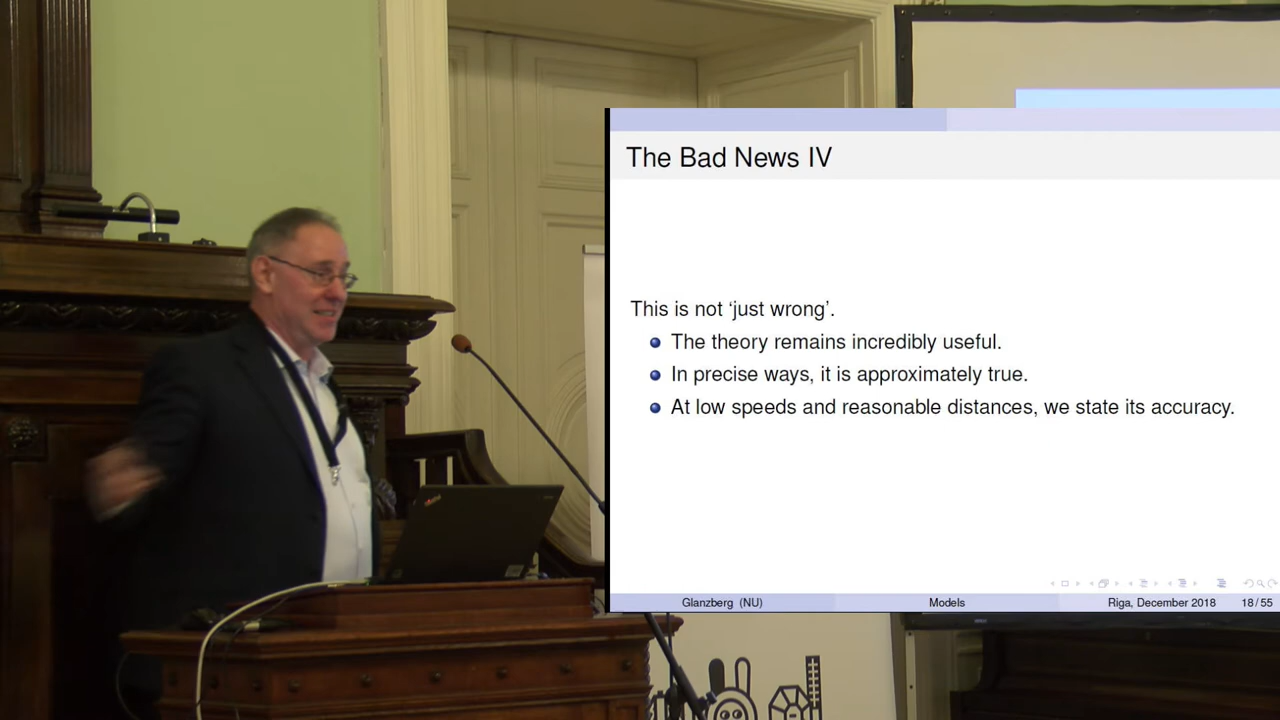 The Bad News IV
This is not ‘just wrong’.
The theory remains incredibly useful.
In precise ways, it is approximately true.
At low speeds and reasonable distances, we state its accuracy.
Glanzberg (NU) Models Riga, December 2018 18 / 55